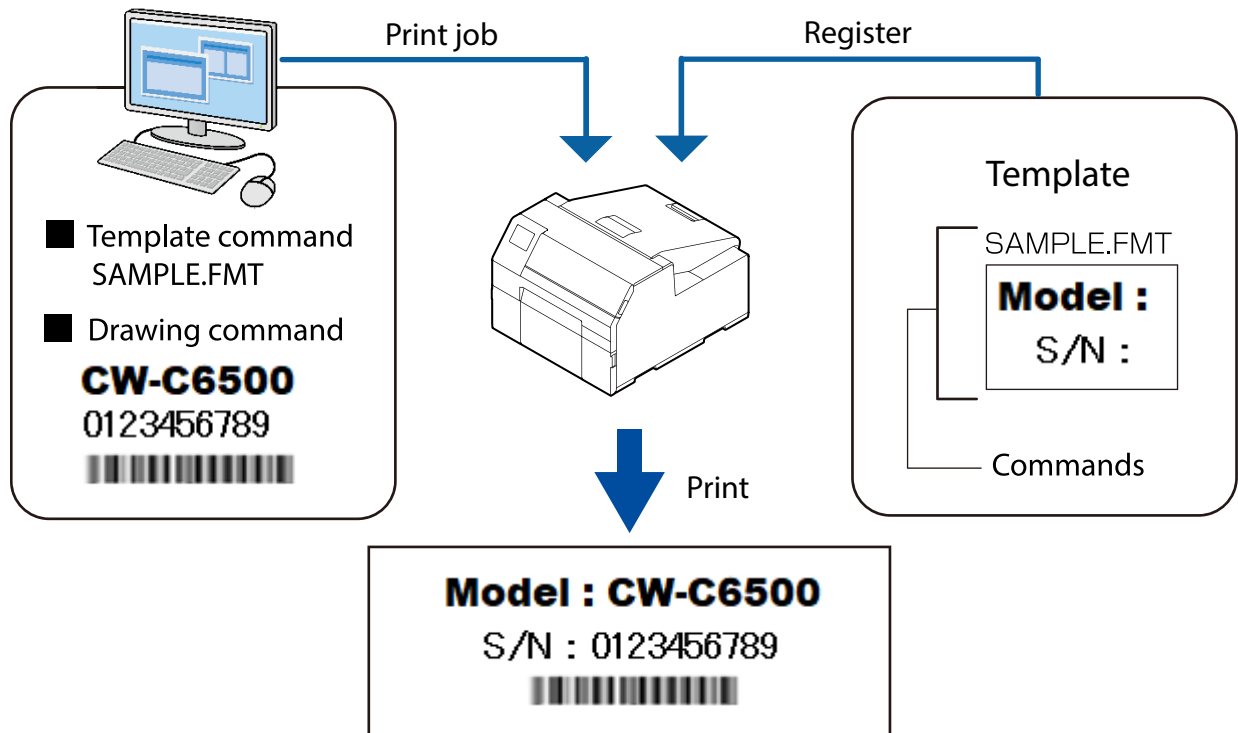 Print job
Register
■ Template command
SAMPLE.FMT
■ Drawing command
CW-C6500
0123456789
Template
SAMPLE.FMT
Model :
S/N :
Commands
Print
Model : CW-C6500
S/N : 0123456789